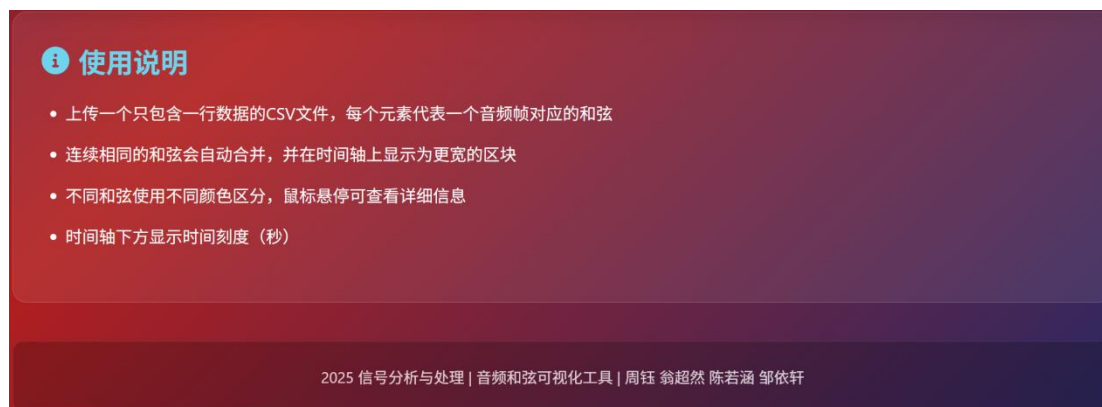 使用说明
上传一个只包含一行数据的CSV文件，每个元素代表一个音频帧对应的和弦
连续相同的和弦会自动合并，并在时间轴上显示为更宽的区块
不同和弦使用不同颜色区分，鼠标悬停可查看详细信息
时间轴下方显示时间刻度（秒）
2025 信号分析与处理 | 音频和弦可视化工具 | 周钰 翁超然 陈若涵 邹依轩